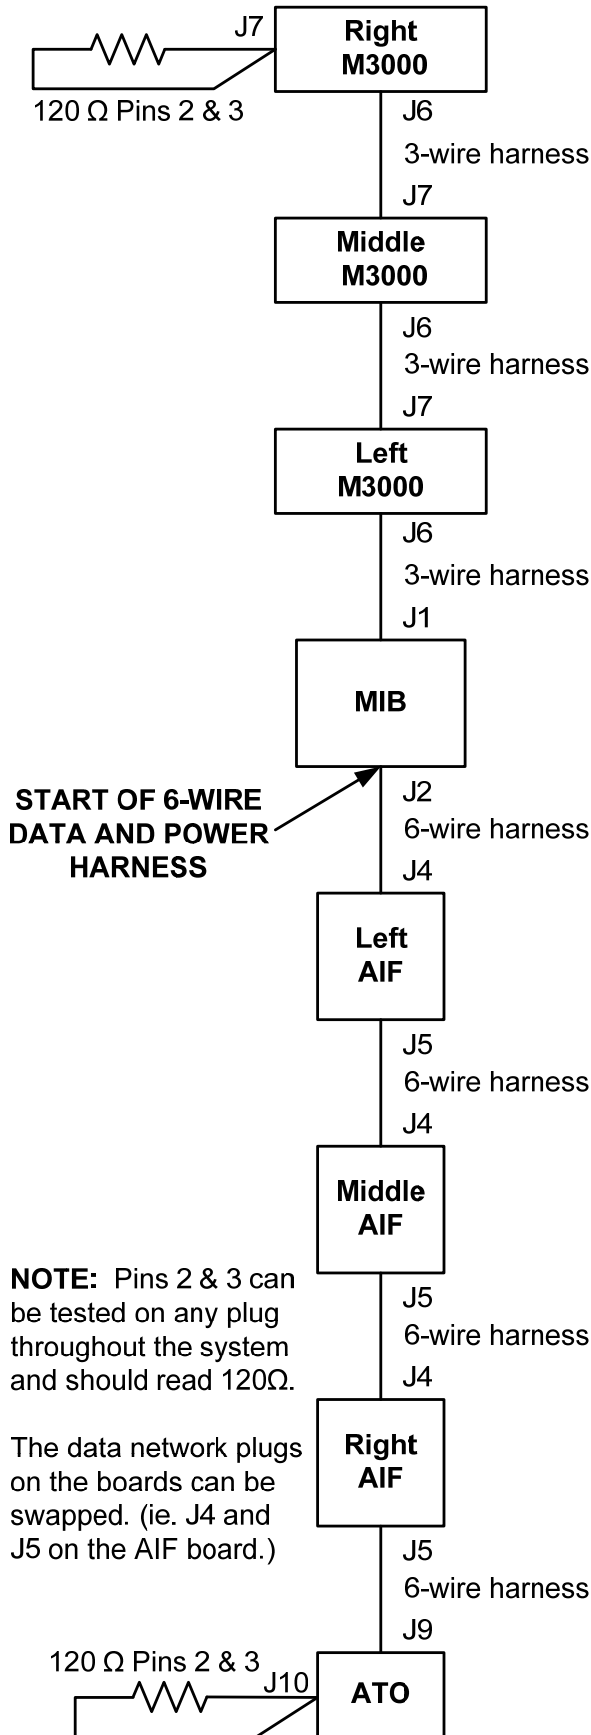 J7
Right
M3000
120 Ω Pins 2 & 3
J6
3-wire harness
J7
Middle
M3000
J6
3-wire harness
J7
Left
M3000
J6
3-wire harness
J1
MIB
START OF 6-WIRE
DATA AND POWER
HARNESS
J2
6-wire harness
J4
Left
AIF
J5
6-wire harness
J4
Middle
AIF
NOTE: Pins 2 & 3 can
be tested on any plug
throughout the system
and should read 120Ω.
J5
6-wire harness
J4
The data network plugs
on the boards can be
swapped. (ie. J4 and
J5 on the AIF board.)
Right
AIF
J5
6-wire harness
J9
120 Ω Pins 2 & 3
J10
ATO